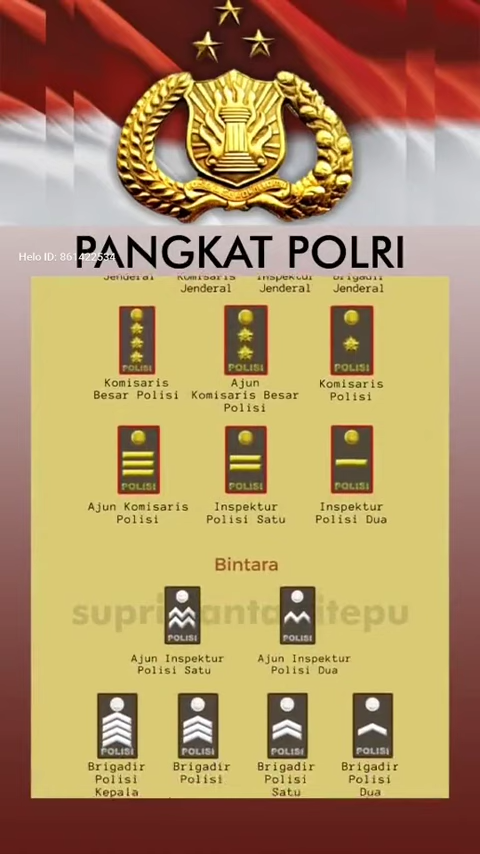 PANGKAT POLRI
Helo ID: 861422534
Jenderal Komisaris Inspektur Brigadir
Jenderal Jenderal Jenderal
POLISI POLISI POLISI
Komisaris Ajun Komisaris
Besar Polisi Komisaris Besar Polisi
Polisi
POLISI POLISI POLISI
Ajun Komisaris Inspektur Inspektur
Polisi Polisi Satu Polisi Dua
Bintara
POLISI POLISI
Ajun Inspektur Ajun Inspektur
Polisi Satu Polisi Dua
POLISI POLISI POLISI POLISI
Brigadir Brigadir Brigadir Brigadir
Polisi Polisi Polisi Polisi
Kepala Satu Dua